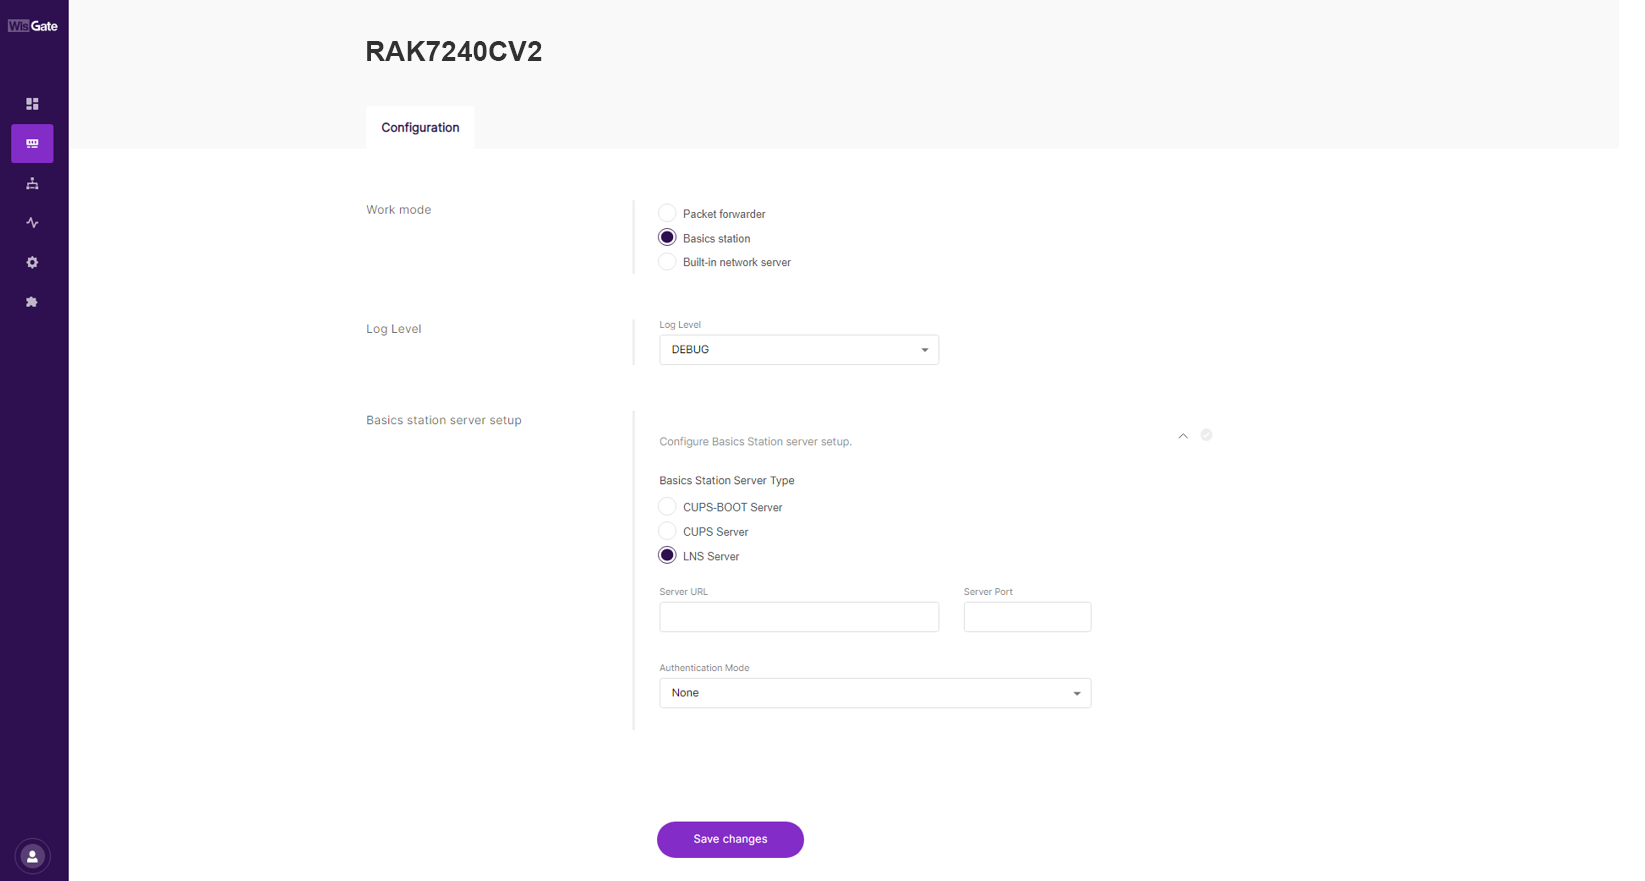 WisGate
RAK7240CV2
Configuration
Work mode
Packet forwarder
Basics station
Built-in network server
Log Level
Log Level
DEBUG
Basics station server setup
Configure Basics Station server setup.
Basics Station Server Type
CUPS-BOOT Server
CUPS Server
LNS Server
Server URL
Server Port
Authentication Mode
None
Save changes